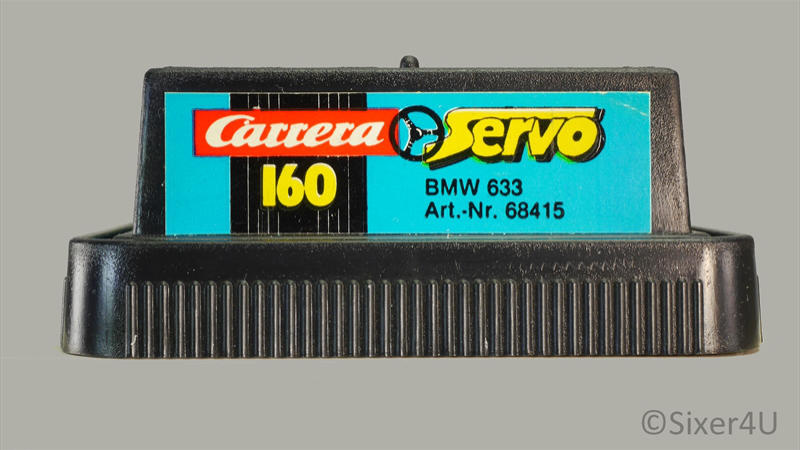 Carrera Servo
160
BMW 633
Art.-Nr. 68415
©Sixer4U